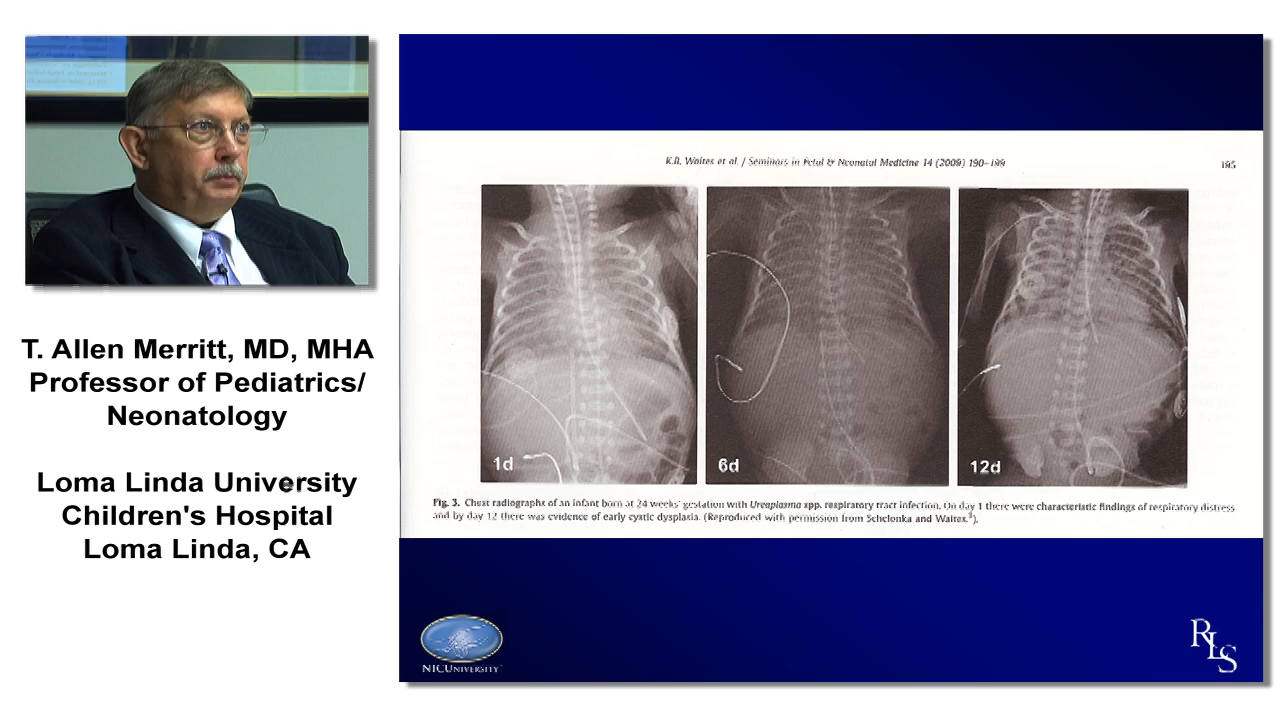 T. Allen Merritt, MD, MHA
Professor of Pediatrics/
Neonatology
Loma Linda University
Children's Hospital
Loma Linda, CA
K.B. Waites et al. / Seminars in Fetal & Neonatal Medicine 14 (2009) 190–199
195
1d
6d
12d
Fig. 3. Chest radiographs of an infant born at 24 weeks' gestation with Ureaplasma spp. respiratory tract infection. On day 1 there were characteristic findings of respiratory distress
and by day 12 there was evidence of early cystic dysplasia. (Reproduced with permission from Schelonka and Waites.).
NICUNIVERSITY
RLS